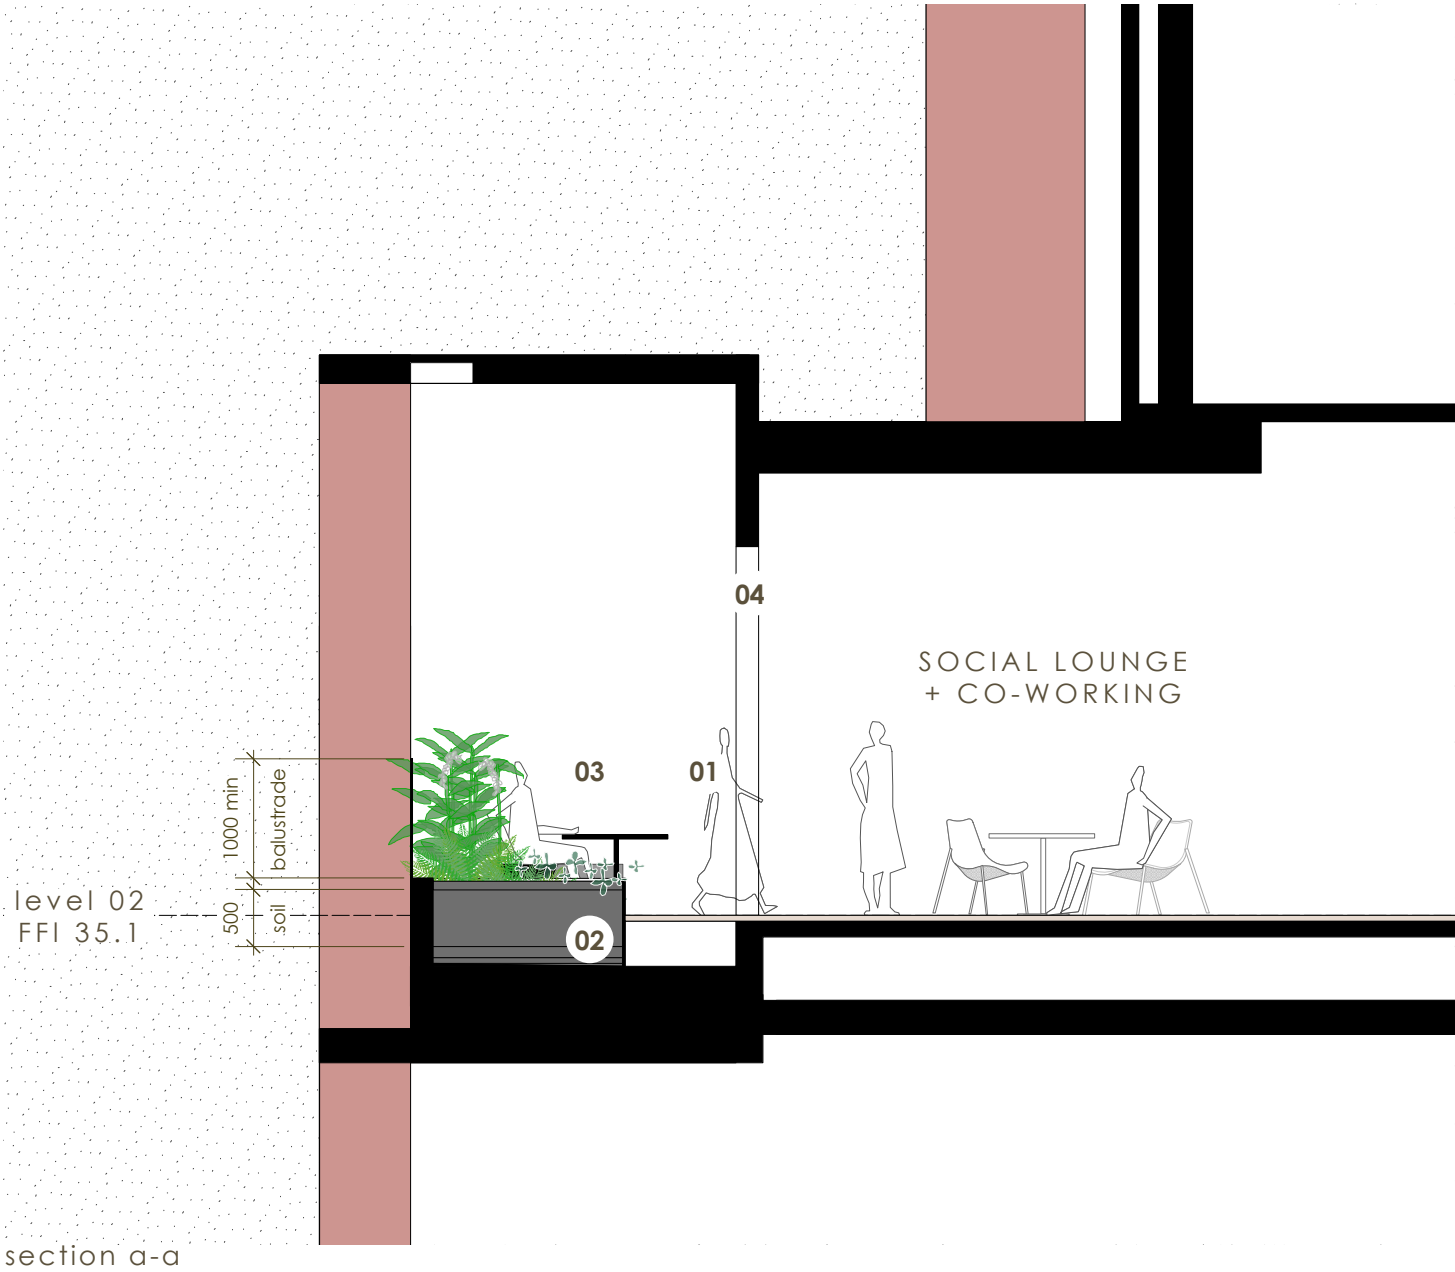 04
SOCIAL LOUNGE
+ CO-WORKING
03
01
1000 min
balustrade
level 02
FFl 35.1
500
soil
02
section a-a